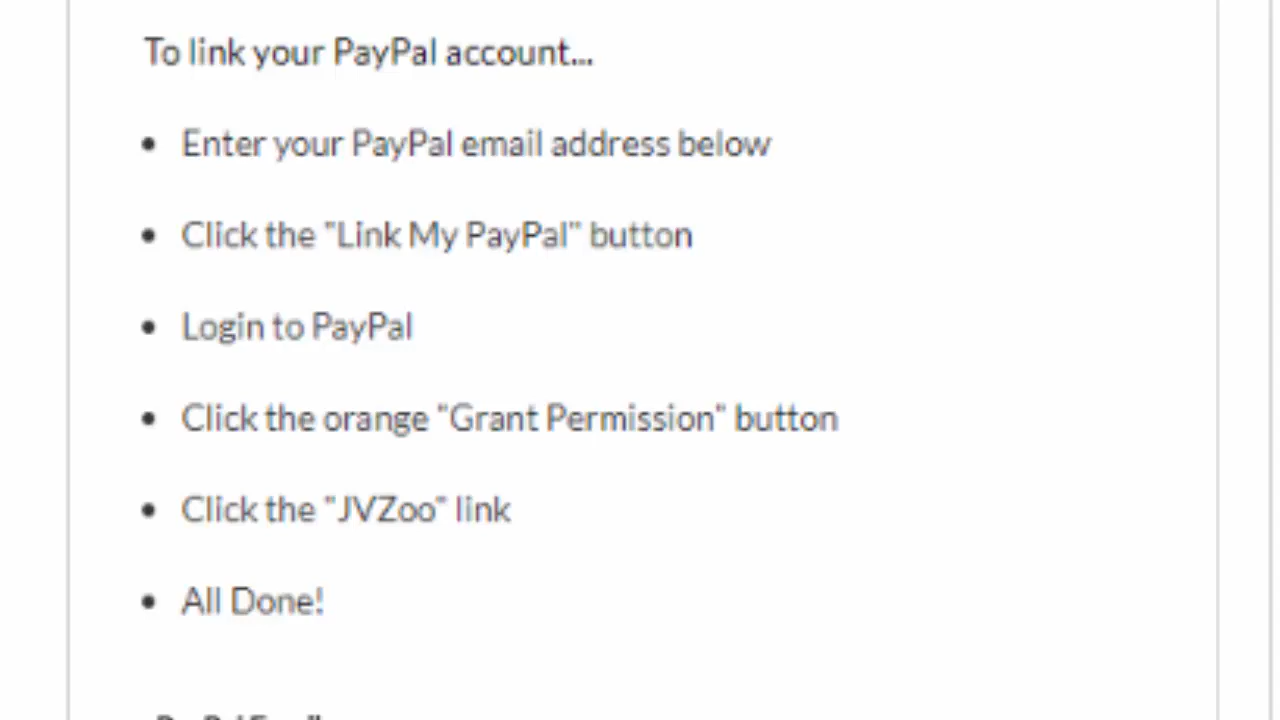 To link your PayPal account...
• Enter your PayPal email address below
• Click the "Link My PayPal" button
• Login to PayPal
• Click the orange "Grant Permission" button
• Click the "JVZoo" link
• All Done!